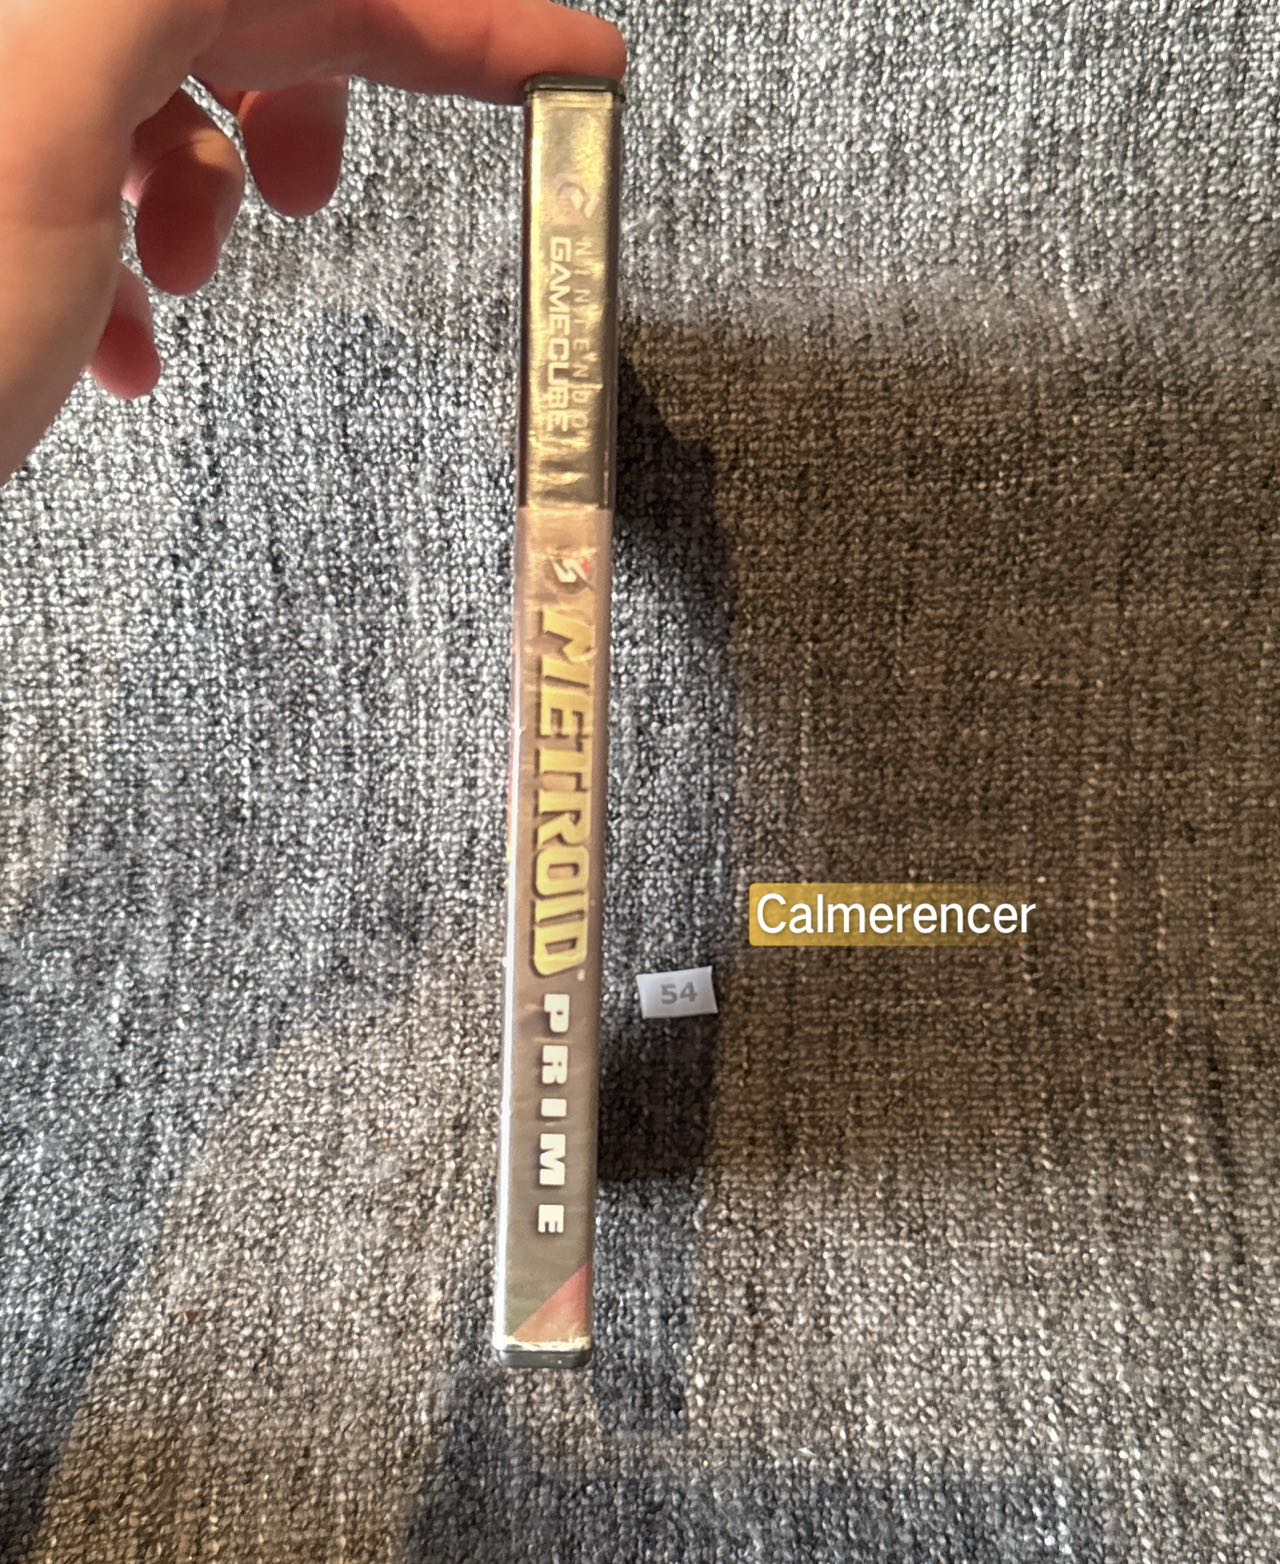 NINTENDO
GAMECUBE
METROID
PRIME
Calmerencer
54